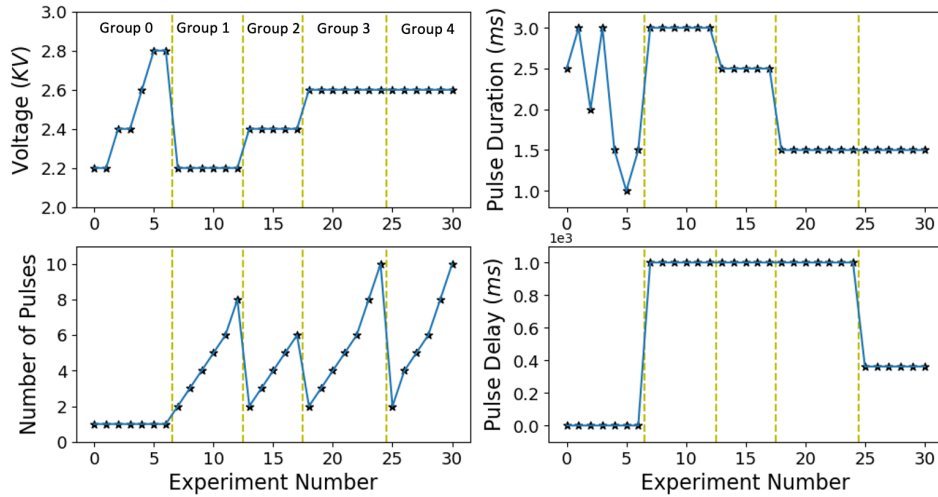 Group 0 Group 1 Group 2 Group 3 Group 4
Voltage (KV)
3.0
2.8
2.6
2.4
2.2
2.0
0 5 10 15 20 25 30
Pulse Duration (ms)
3.0
2.5
2.0
1.5
1.0
0 5 10 15 20 25 30
Number of Pulses
10
8
6
4
2
0
0 5 10 15 20 25 30
Experiment Number
1e3
Pulse Delay (ms)
1.0
0.8
0.6
0.4
0.2
0.0
0 5 10 15 20 25 30
Experiment Number